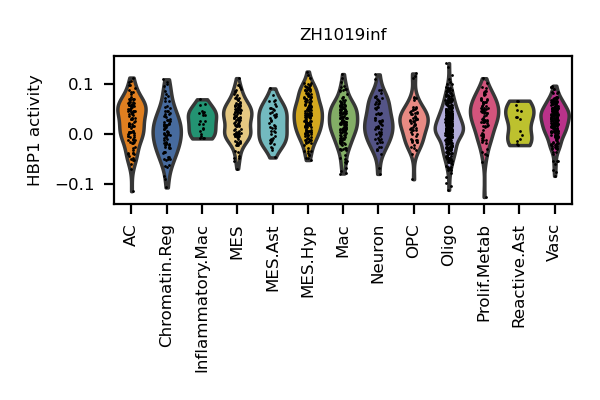 ZH1019inf
HBP1 activity
0.1
0.0
−0.1
AC
Chromatin.Reg
Inflammatory.Mac
MES
MES.Ast
MES.Hyp
Mac
Neuron
OPC
Oligo
Prolif.Metab
Reactive.Ast
Vasc